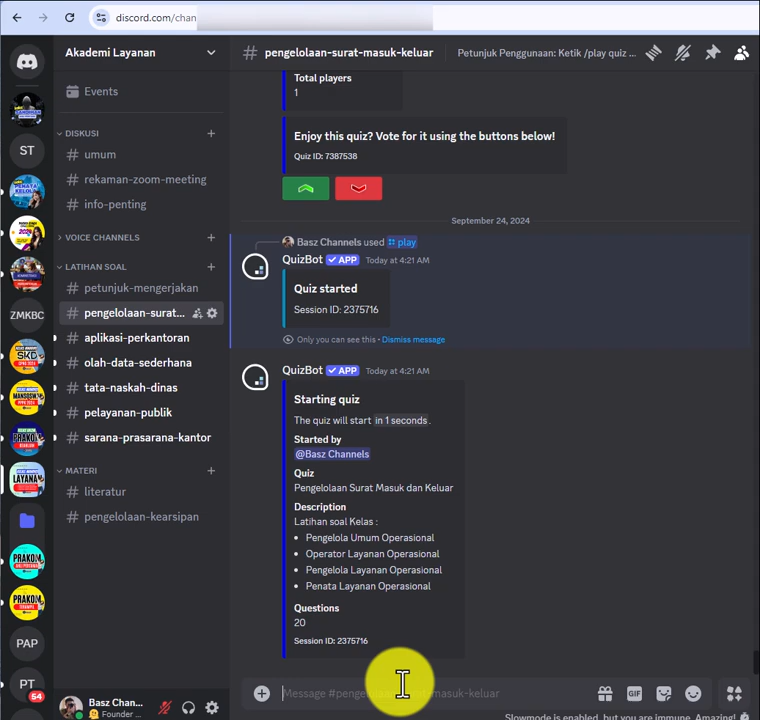 discord.com/chan
Akademi Layanan
Events
DISKUSI
umum
rekaman-zoom-meeting
info-penting
VOICE CHANNELS
LATIHAN SOAL
petunjuk-mengerjakan
pengelolaan-surat...
aplikasi-perkantoran
olah-data-sederhana
tata-naskah-dinas
pelayanan-publik
sarana-prasarana-kantor
MATERI
literatur
pengelolaan-kearsipan
ST
ZMKBC
SKD
PRAKOM
LAYANA
PRAKOM
PRAKOM
PAP
PT
54
Basz Chan...
Founder ...
pengelolaan-surat-masuk-keluar
Petunjuk Penggunaan: Ketik /play quiz ...
Total players
1
Enjoy this quiz? Vote for it using the buttons below!
Quiz ID: 7387538
September 24, 2024
Basz Channels used play
QuizBot APP Today at 4:21 AM
Quiz started
Session ID: 2375716
Only you can see this • Dismiss message
QuizBot APP Today at 4:21 AM
Starting quiz
The quiz will start in 1 seconds.
Started by
@Basz Channels
Quiz
Pengelolaan Surat Masuk dan Keluar
Description
Latihan soal Kelas :
• Pengelola Umum Operasional
• Operator Layanan Operasional
• Pengelola Layanan Operasional
• Penata Layanan Operasional
Questions
20
Session ID: 2375716
Message #pengelolaan-surat-masuk-keluar
GIF
Slowmode is enabled, but you are immune. Amazing!